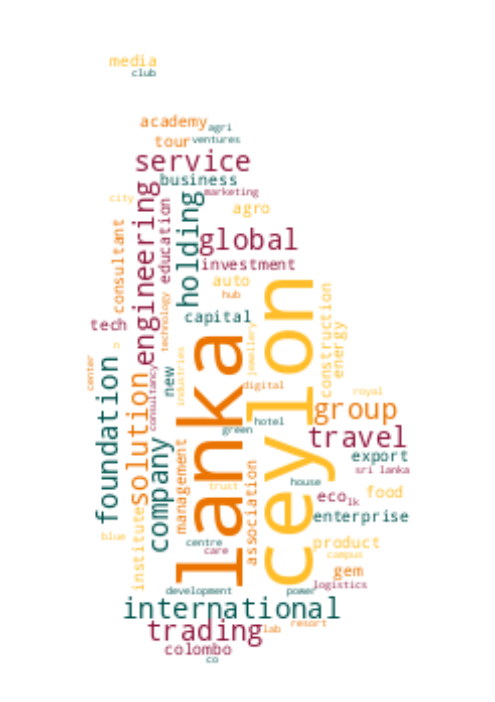 media
club
academy
agri
tour
ventures
service
business
marketing
city
agro
engineering
education
holding
consultant
global
investment
auto
hub
tech
technology
capital
construction
energy
n
jewellery
industries
center
new
consultancy
digital
royal
lanka
ceylon
foundation
solution
company
group
hotel
green
travel
management
association
export
sri lanka
trust
house
eco
lk
food
institute
enterprise
blue
centre
care
product
campus
gem
logistics
development
power
international
trading
lab
resort
colombo
co